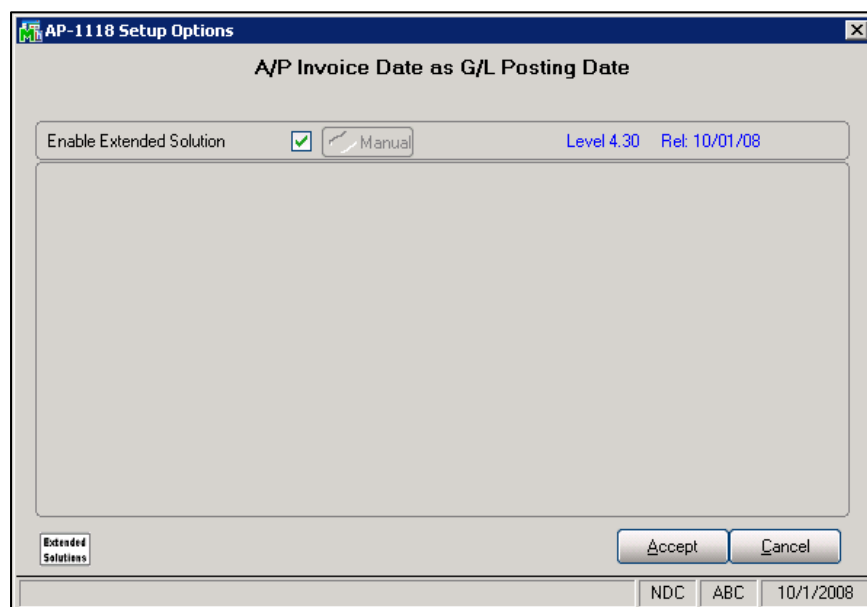 AP-1118 Setup Options
A/P Invoice Date as G/L Posting Date
Enable Extended Solution Manual Level 4.30 Rel: 10/01/08
Extended
Solutions
Accept Cancel
NDC ABC 10/1/2008